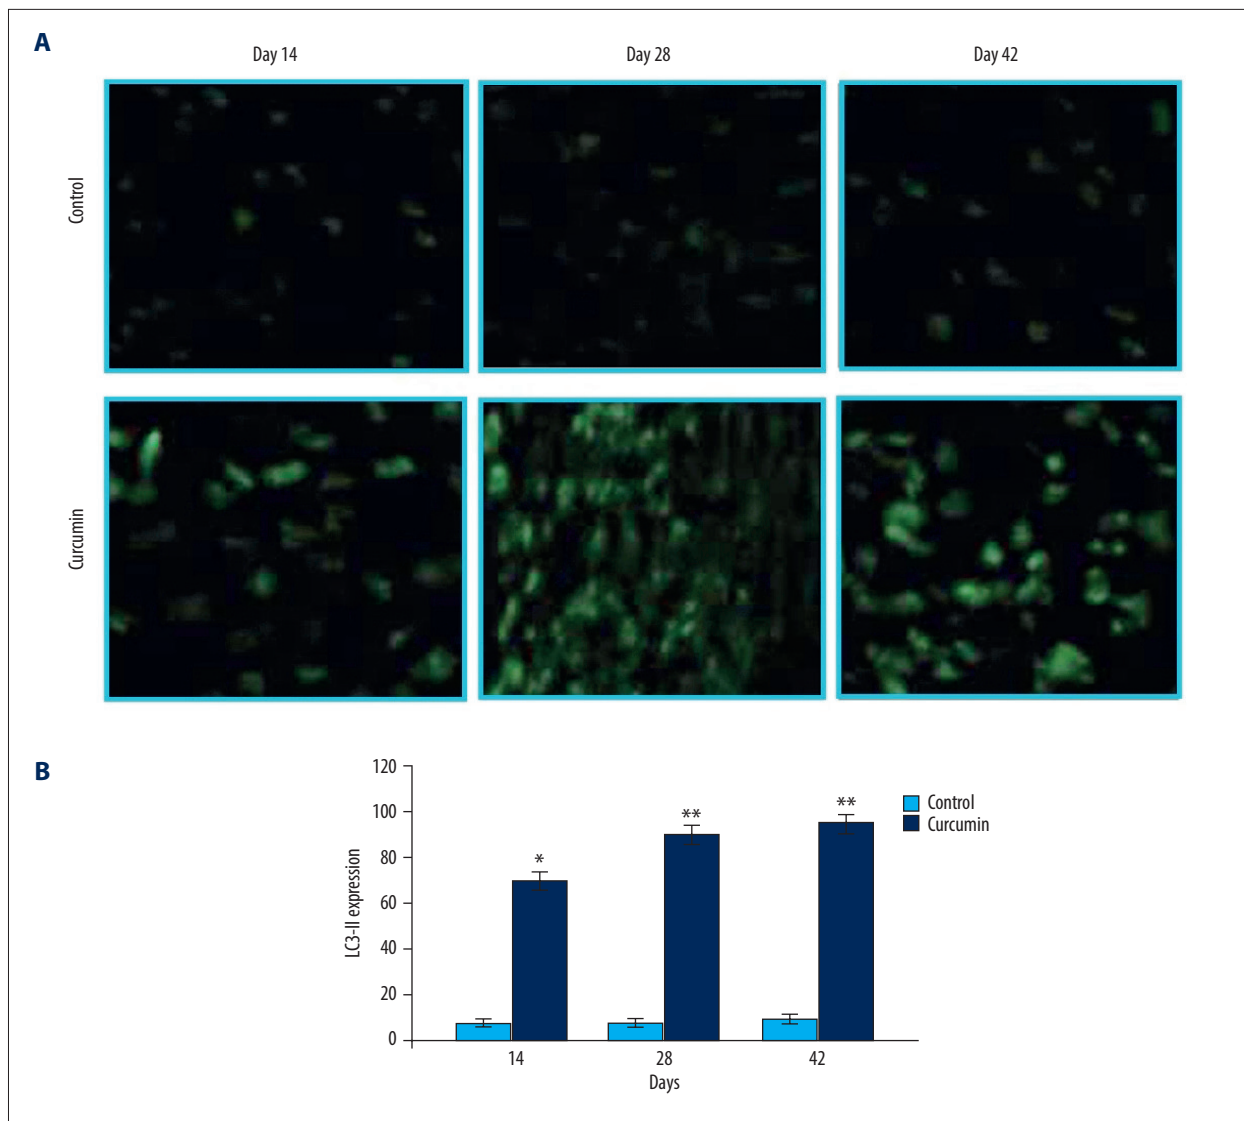 A
Day 14
Day 28
Day 42
Control
Curcumin
B
120
100
80
60
40
20
0
LC3-II expression
*
**
**
Control
Curcumin
14
28
42
Days